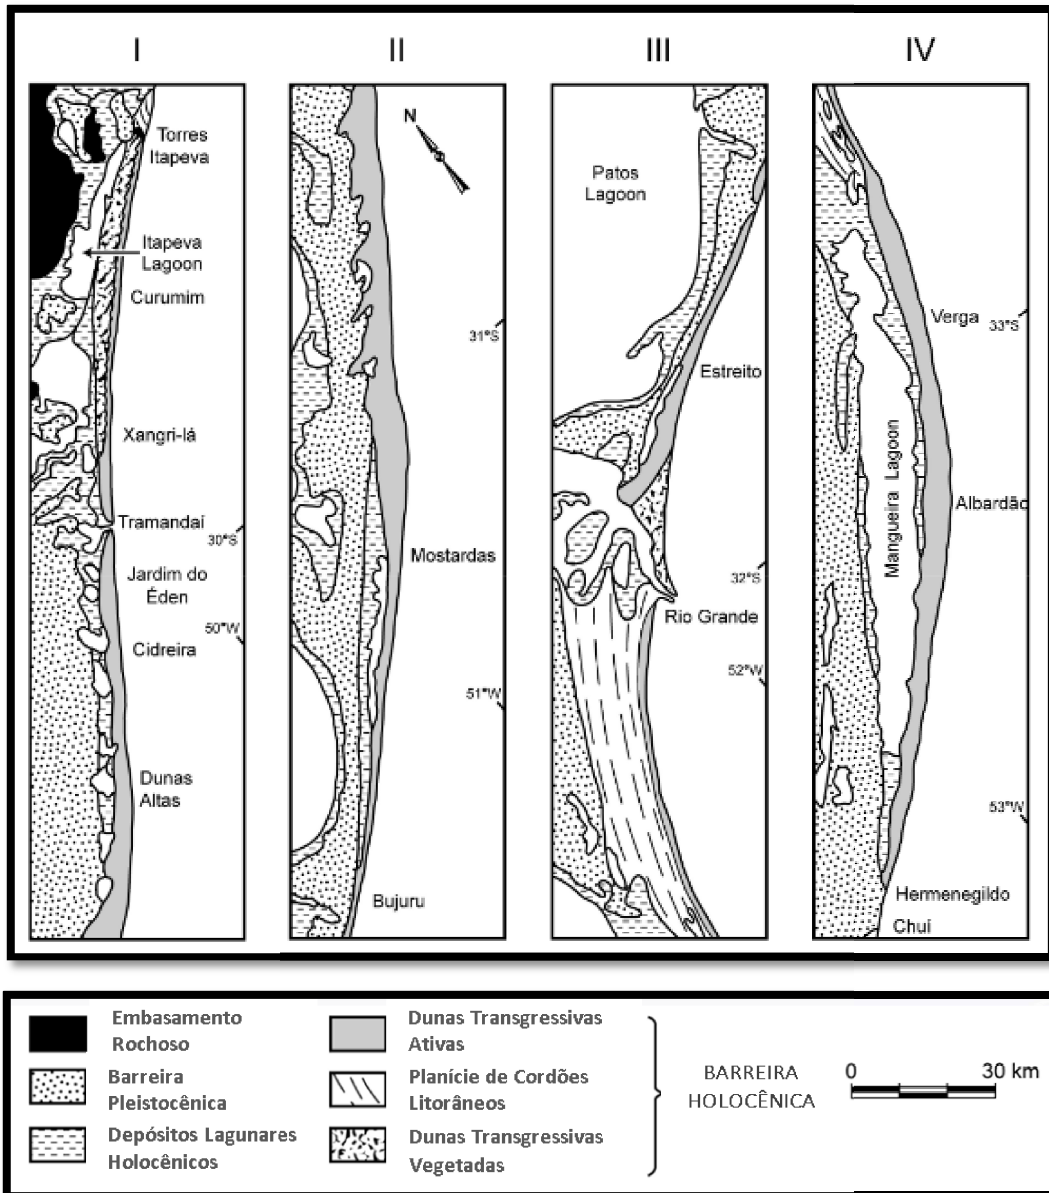 I
II
III
IV
Torres
Itapeva
Itapeva
Lagoon
Curumim
Xangri-lá
Tramandaí
30°S
Jardim do
Éden
50°W
Cidreira
Dunas
Altas
N
31°S
Mostardas
51°W
Bujuru
Patos
Lagoon
Estreito
32°S
Rio Grande
52°W
Verga
33°S
Mangueira Lagoon
Albardão
53°W
Hermenegildo
Chuí
Embasamento
Rochoso
Barreira
Pleistocênica
Depósitos Lagunares
Holocênicos
Dunas Transgressivas
Ativas
Planície de Cordões
Litorâneos
Dunas Transgressivas
Vegetadas
BARREIRA
HOLOCÊNICA
0 30 km